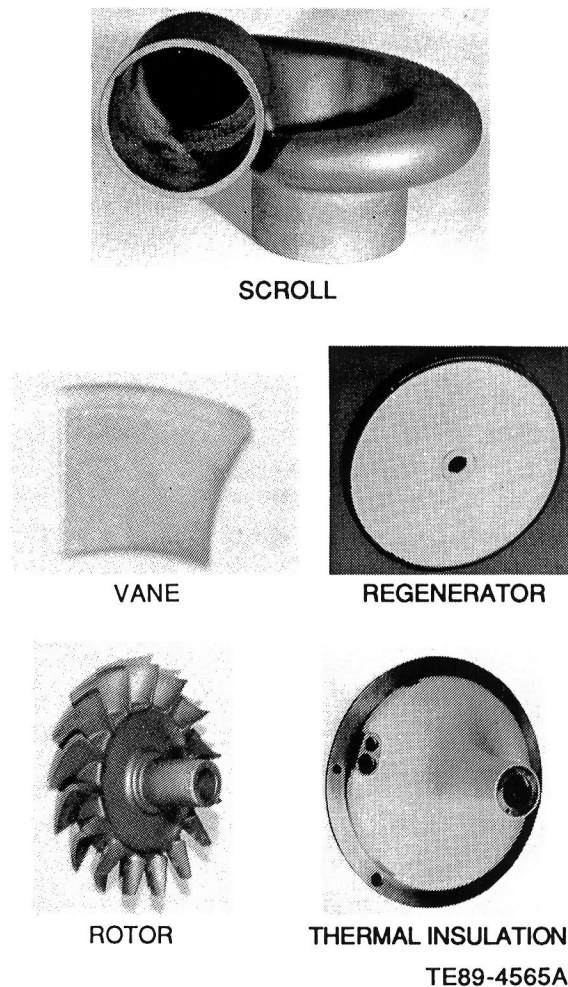 SCROLL
VANE
REGENERATOR
ROTOR
THERMAL INSULATION
TE89-4565A